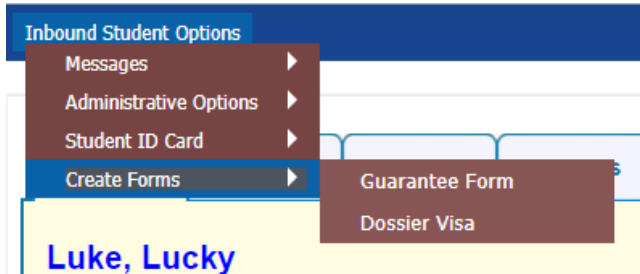 Inbound Student Options
Messages
Administrative Options
Student ID Card
Create Forms
Guarantee Form
Dossier Visa
Luke, Lucky